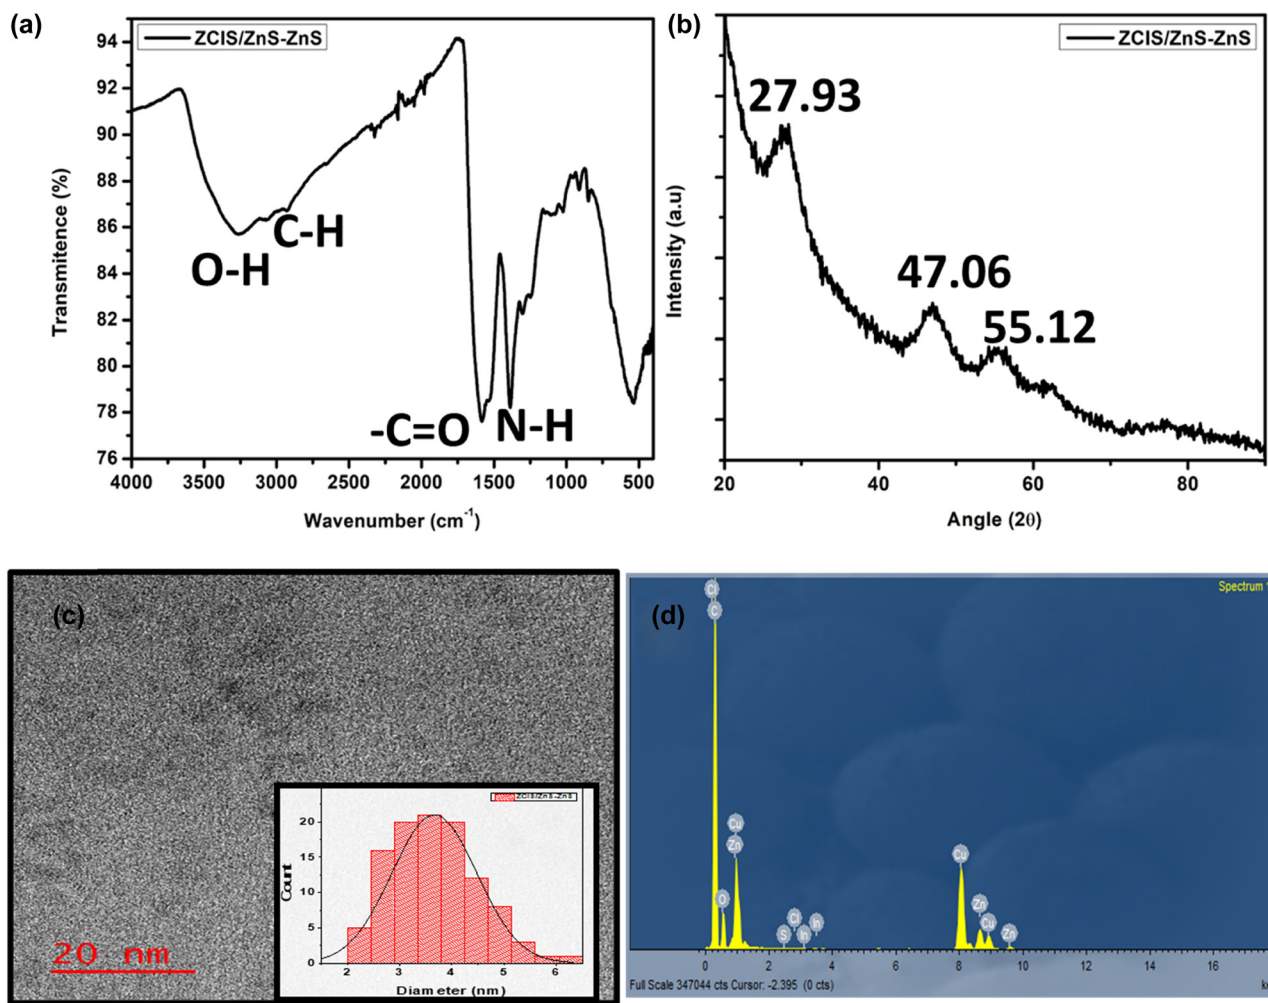 (a)
ZCIS/ZnS-ZnS
94
92
90
88
86
84
82
80
78
76
Transmitence (%)
O-H
C-H
-C=O
N-H
4000 3500 3000 2500 2000 1500 1000 500
Wavenumber (cm⁻¹)
(b)
ZCIS/ZnS-ZnS
27.93
47.06
55.12
Intensity (a.u)
20 40 60 80
Angle (2θ)
(c)
20 nm
ZCIS/ZnS-ZnS
20
15
10
5
0
Count
2 3 4 5 6
Diameter (nm)
(d)
Spectrum 1
Cl
C
O
Cu
Zn
S
Cl
In
In
Cu
Zn
Cu
Zn
0 2 4 6 8 10 12 14 16
Full Scale 347044 cts Cursor: -2.395 (0 cts)